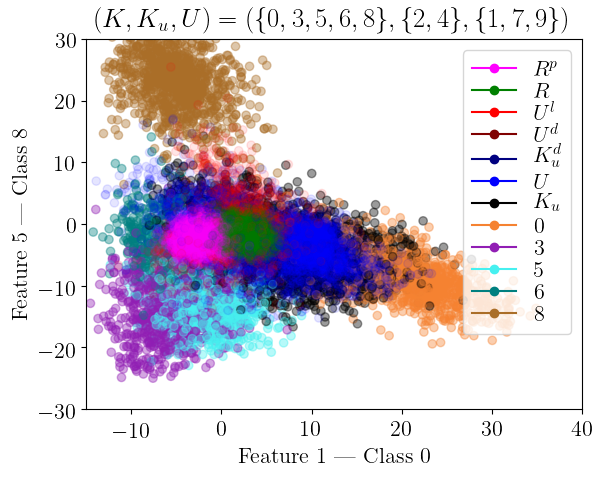 (K, K_u, U) = ({0, 3, 5, 6, 8}, {2, 4}, {1, 7, 9})
30
20
10
0
−10
−20
−30
Feature 5 — Class 8
R^p
R
U^l
U^d
K_u^d
U
K_u
0
3
5
6
8
−10
0
10
20
30
40
Feature 1 — Class 0